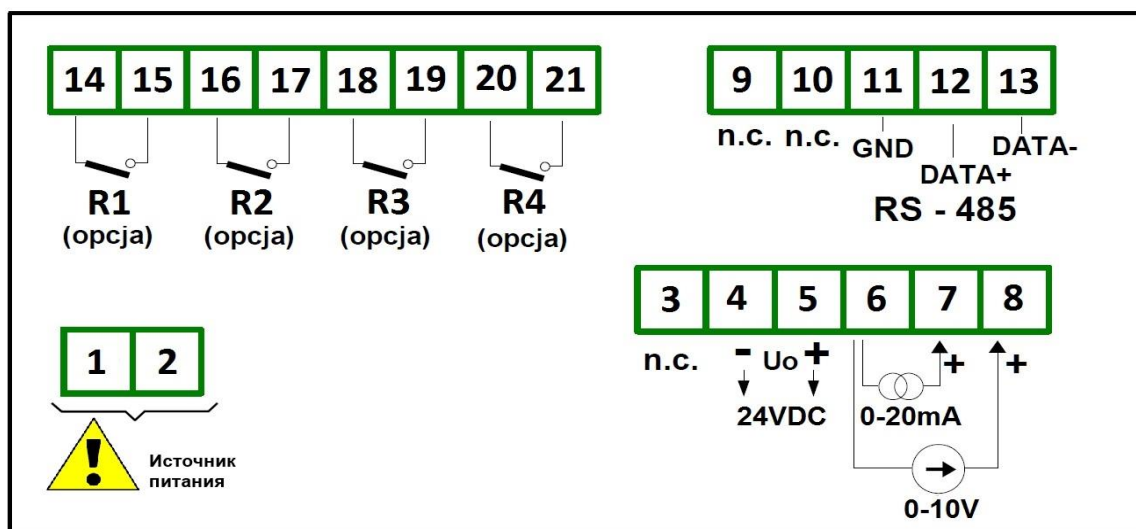 14 15 16 17 18 19 20 21
R1 R2 R3 R4
(opcja) (opcja) (opcja) (opcja)
9 10 11 12 13
n.c. n.c. GND DATA+ DATA-
RS - 485
1 2
Источник
питания
3 4 5 6 7 8
n.c. - Uo + + +
24VDC 0-20mA
0-10V